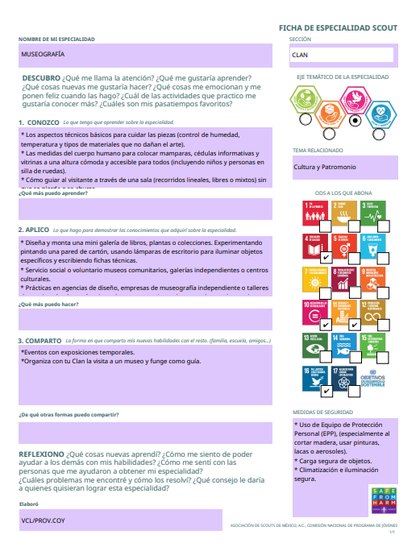 FICHA DE ESPECIALIDAD SCOUT
NOMBRE DE MI ESPECIALIDAD
MUSEOGRAFÍA
SECCIÓN
CLAN
DESCUBRO ¿Qué me llama la atención? ¿Qué me gustaría aprender?
¿Qué cosas nuevas me gustaría hacer? ¿Qué cosas me emocionan y me
ponen feliz cuando las hago? ¿Cuál de las actividades que practico me
gustaría conocer más? ¿Cuáles son mis pasatiempos favoritos?
EJE TEMÁTICO DE LA ESPECIALIDAD
1. CONOZCO Lo que tengo que aprender sobre la especialidad.
* Los aspectos técnicos básicos para cuidar las piezas (control de humedad,
temperatura y tipos de materiales que no dañan el arte).
* Las medidas del cuerpo humano para colocar mamparas, cédulas informativas y
vitrinas a una altura cómoda y accesible para todos (incluyendo niños y personas en
silla de ruedas).
* Cómo guiar al visitante a través de una sala (recorridos lineales, libres o mixtos) sin
¿Qué más puedo aprender?
TEMA RELACIONADO
Cultura y Patromonio
ODS A LOS QUE ABONA
2. APLICO Lo que hago para demostrar los conocimientos que adquirí sobre la especialidad.
* Diseña y monta una mini galería de libros, plantas o colecciones. Experimentando
pintando una pared de cartón, usando lámparas de escritorio para iluminar objetos
específicos y escribiendo fichas técnicas.
* Servicio social o voluntario museos comunitarios, galerías independientes o centros
culturales.
* Prácticas en agencias de diseño, empresas de museografía independiente o talleres
¿Qué más puedo hacer?
3. COMPARTO La forma en que comparto mis nuevas habilidades con el resto. (familia, escuela, amigos...)
*Eventos con exposiciones temporales.
*Organiza con tu Clan la visita a un museo y funge como guía.
¿De qué otras formas puedo compartir?
MEDIDAS DE SEGURIDAD
* Uso de Equipo de Protección
Personal (EPP), (especialmente al
cortar madera, usar pinturas,
lacas o aerosoles).
* Carga segura de objetos.
* Climatización e iluminación
segura.
REFLEXIONO ¿Qué cosas nuevas aprendí? ¿Cómo me siento de poder
ayudar a los demás con mis habilidades? ¿Cómo me sentí con las
personas que me ayudaron a obtener mi especialidad?
¿Cuáles problemas me encontré y cómo los resolví? ¿Qué consejo le daría
a quienes quisieran lograr esta especialidad?
SAFE
FROM
HARM
Elaboró
VCL/PROV.COY
ASOCIACIÓN DE SCOUTS DE MÉXICO, A.C., COMISIÓN NACIONAL DE PROGRAMA DE JÓVENES